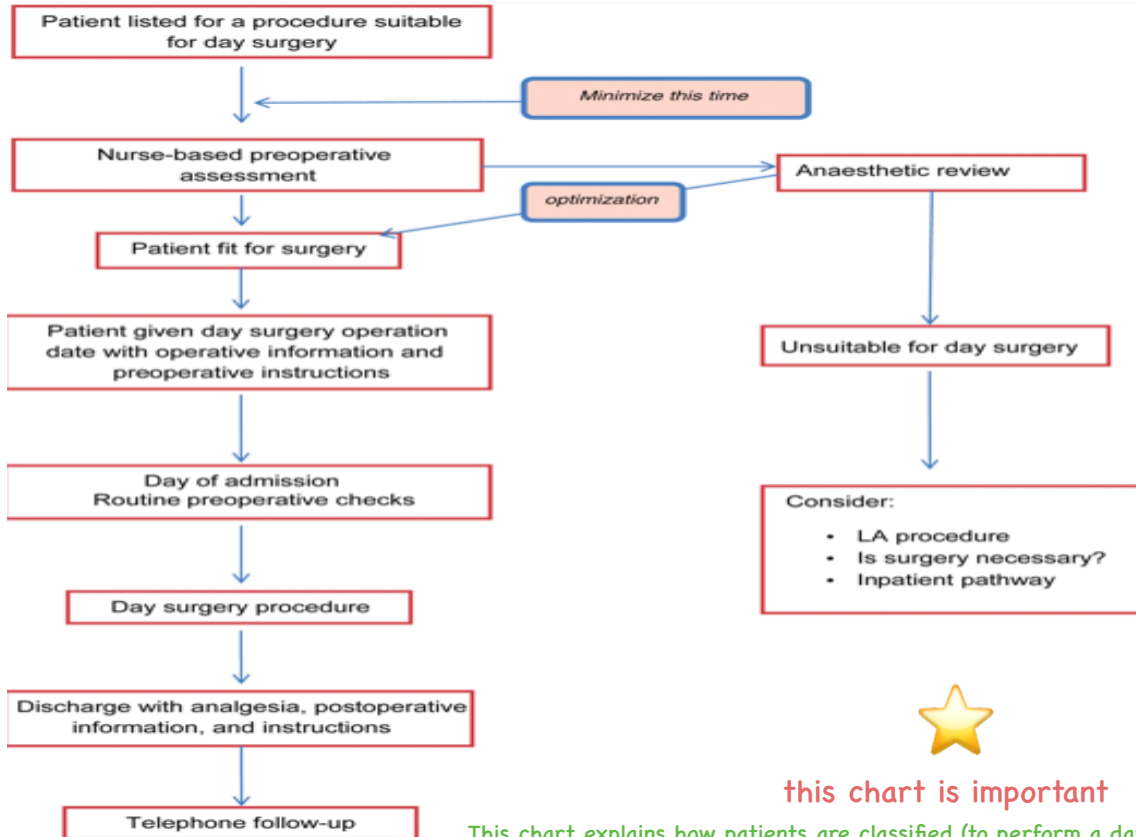 Patient listed for a procedure suitable
for day surgery
Minimize this time
Nurse-based preoperative
assessment
Anaesthetic review
optimization
Patient fit for surgery
Patient given day surgery operation
date with operative information and
preoperative instructions
Unsuitable for day surgery
Day of admission
Routine preoperative checks
Consider:
• LA procedure
• Is surgery necessary?
• Inpatient pathway
Day surgery procedure
Discharge with analgesia, postoperative
information, and instructions
this chart is important
Telephone follow-up
This chart explains how patients are classified (to perform a da